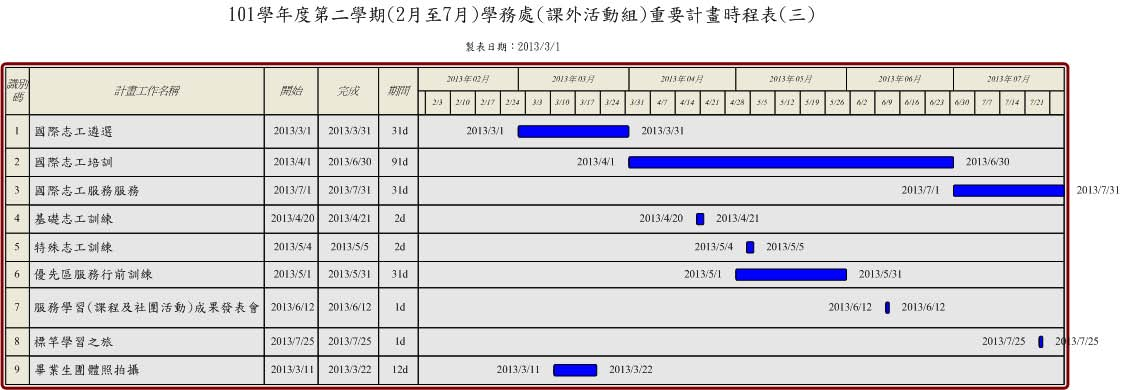 101學年度第二學期(2月至7月)學務處(課外活動組)重要計畫時程表(三)
製表日期：2013/3/1
識別碼 計畫工作名稱 開始 完成 期間 2013年02月 2013年03月 2013年04月 2013年05月 2013年06月 2013年07月
2/3 2/10 2/17 2/24 3/3 3/10 3/17 3/24 3/31 4/7 4/14 4/21 4/28 5/5 5/12 5/19 5/26 6/2 6/9 6/16 6/23 6/30 7/7 7/14 7/21
1 國際志工遴選 2013/3/1 2013/3/31 31d 2013/3/1 2013/3/31
2 國際志工培訓 2013/4/1 2013/6/30 91d 2013/4/1 2013/6/30
3 國際志工服務服務 2013/7/1 2013/7/31 31d 2013/7/1 2013/7/31
4 基礎志工訓練 2013/4/20 2013/4/21 2d 2013/4/20 2013/4/21
5 特殊志工訓練 2013/5/4 2013/5/5 2d 2013/5/4 2013/5/5
6 優先區服務行前訓練 2013/5/1 2013/5/31 31d 2013/5/1 2013/5/31
7 服務學習(課程及社團活動)成果發表會 2013/6/12 2013/6/12 1d 2013/6/12 2013/6/12
8 標竿學習之旅 2013/7/25 2013/7/25 1d 2013/7/25 2013/7/25
9 畢業生團體照拍攝 2013/3/11 2013/3/22 12d 2013/3/11 2013/3/22